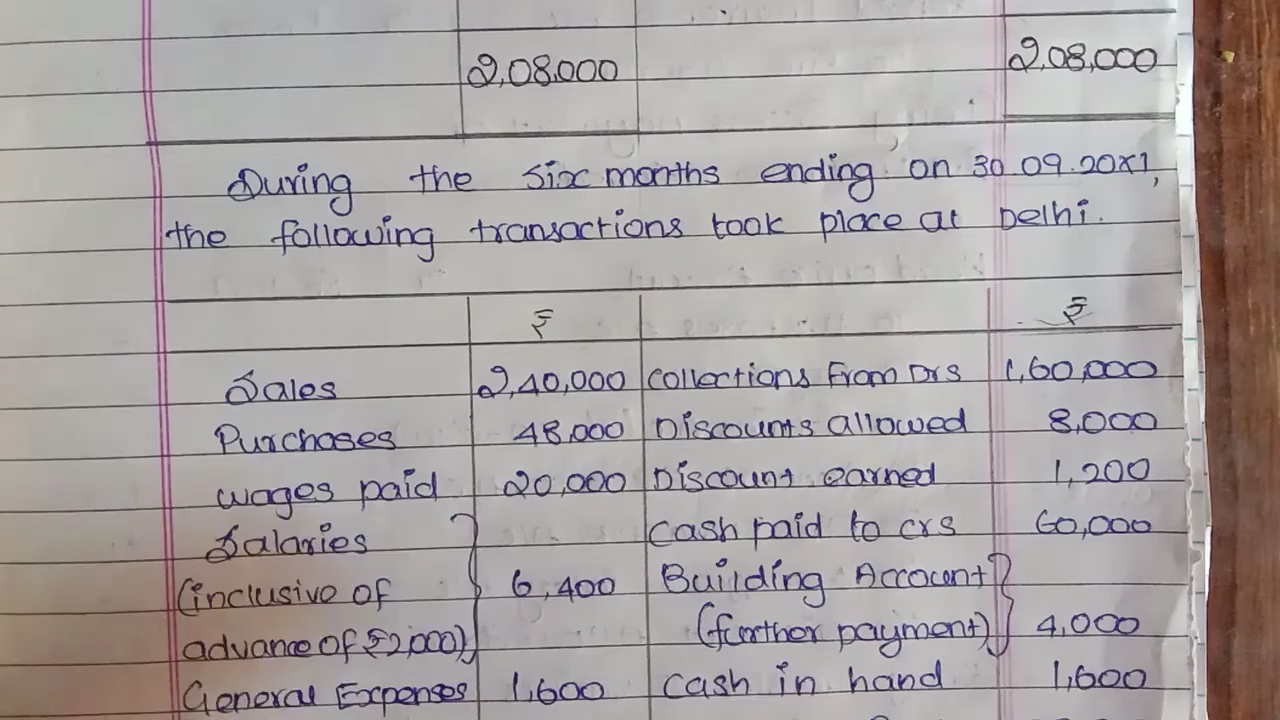 2,08,000 2,08,000
During the six months ending on 30.09.20x1,
the following transactions took place at Delhi.
₹ ₹
Sales 2,40,000 Collections from Drs 1,60,000
Purchases 48,000 Discounts allowed 8,000
wages paid 20,000 Discount earned 1,200
Salaries Cash paid to crs 60,000
(inclusive of 6,400 Building Account
advance of ₹2,000) (further payment) 4,000
General Expenses 1,600 Cash in hand 1,600